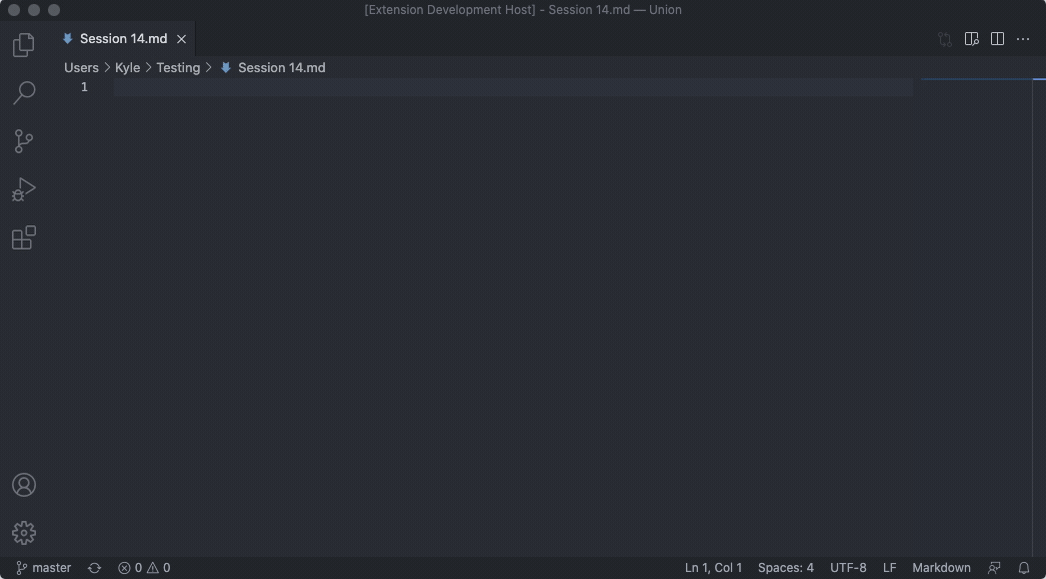 [Extension Development Host] - Session 14.md — Union
Session 14.md
Users > Kyle > Testing > Session 14.md
1
master 0 0 Ln 1, Col 1 Spaces: 4 UTF-8 LF Markdown